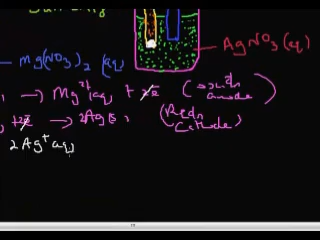 AgNO3(aq)
Mg(NO3)2 (aq
⟶ Mg2+(aq + 2e (oxidn anode)
+2e ⟶ 2Ag(s) (Redn Cathode)
2Ag+ aq